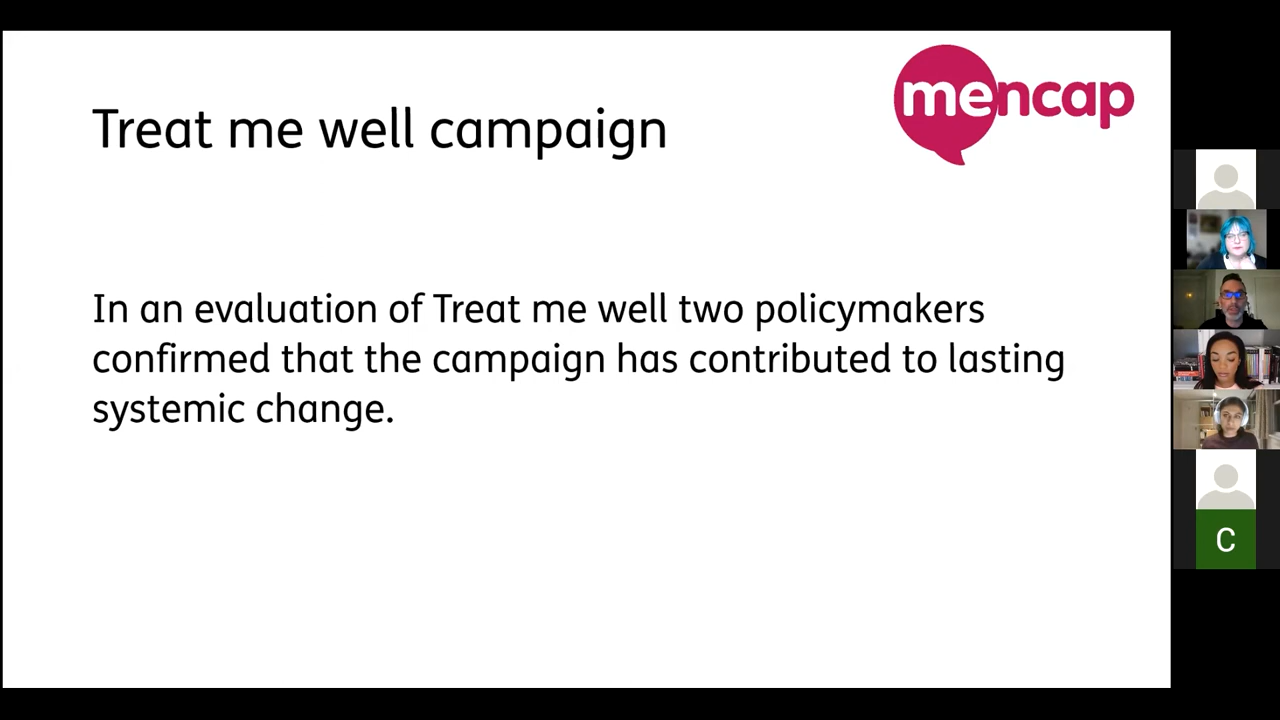 mencap
Treat me well campaign
In an evaluation of Treat me well two policymakers
confirmed that the campaign has contributed to lasting
systemic change.
C